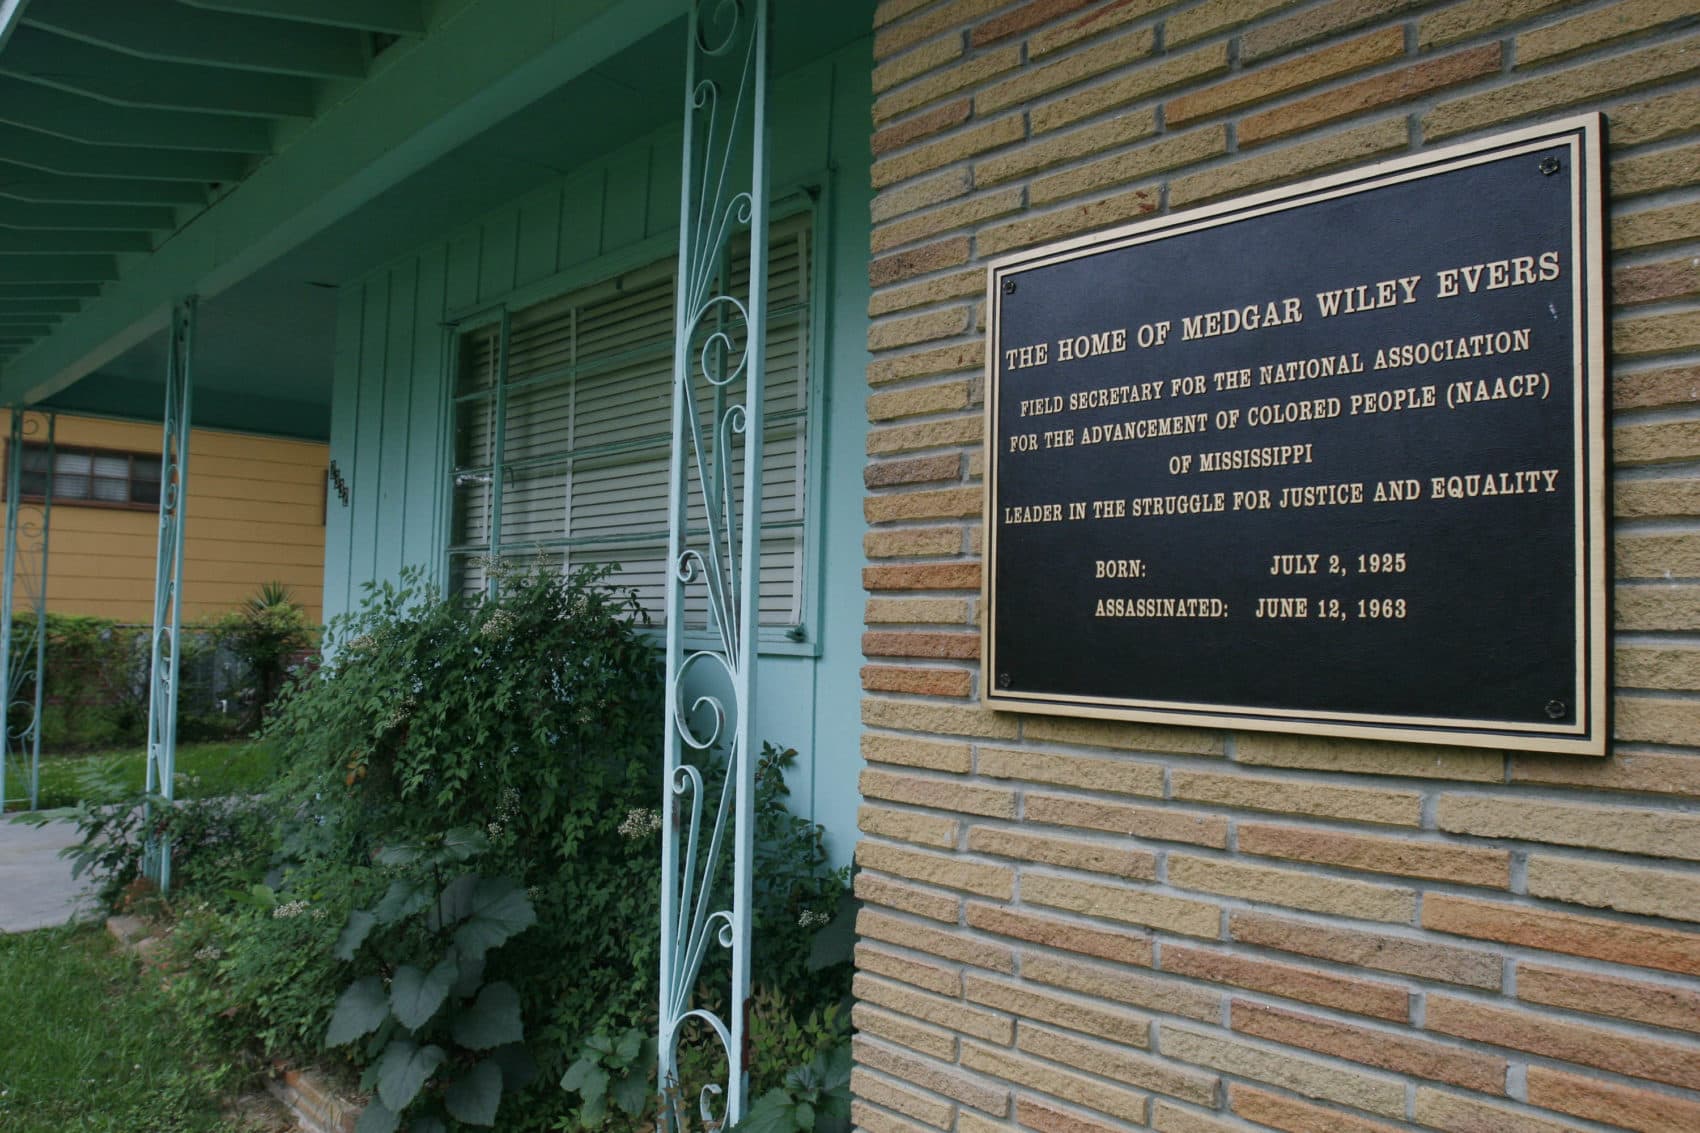 THE HOME OF MEDGAR WILEY EVERS
FIELD SECRETARY FOR THE NATIONAL ASSOCIATION
FOR THE ADVANCEMENT OF COLORED PEOPLE (NAACP)
OF MISSISSIPPI
LEADER IN THE STRUGGLE FOR JUSTICE AND EQUALITY
BORN: JULY 2, 1925
ASSASSINATED: JUNE 12, 1963